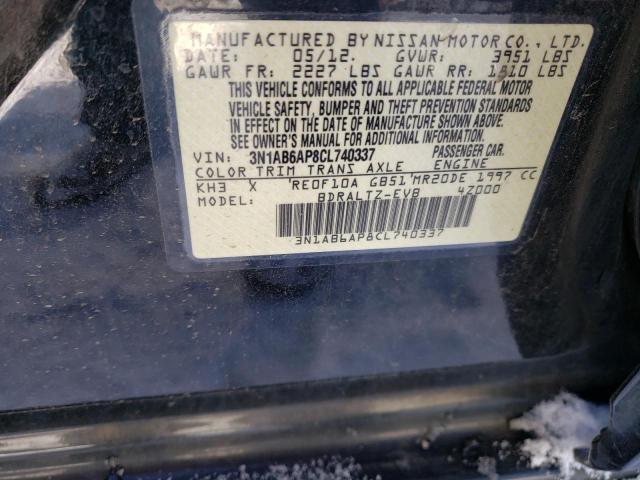 MANUFACTURED BY NISSAN MOTOR CO., LTD.
DATE: 05/12. GVWR: 3951 LBS
GAWR FR: 2227 LBS GAWR RR: 1810 LBS
THIS VEHICLE CONFORMS TO ALL APPLICABLE FEDERAL MOTOR
VEHICLE SAFETY, BUMPER AND THEFT PREVENTION STANDARDS
IN EFFECT ON THE DATE OF MANUFACTURE SHOWN ABOVE.
SEE OWNER'S MANUAL FOR ADDITIONAL INFORMATION.
VIN: 3N1AB6AP8CL740337 PASSENGER CAR.
COLOR TRIM TRANS AXLE ENGINE
KH3 X RE0F10A GB51 MR20DE 1997 CC
BDRALTZ-EVB 4Z000
3N1AB6AP8CL740337